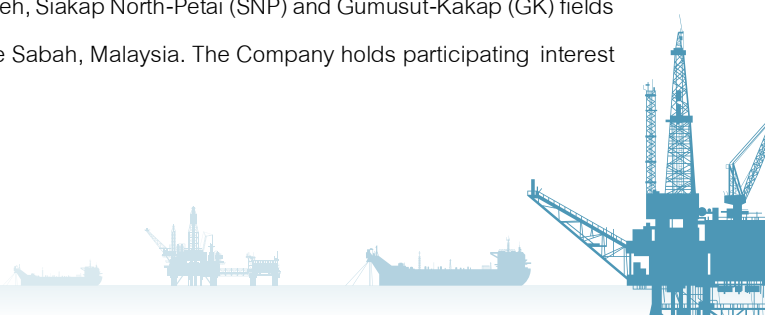 Siakap North-Petai (SNP) and Gumusut-Kakap (GK) fields
Sabah, Malaysia. The Company holds participating interest